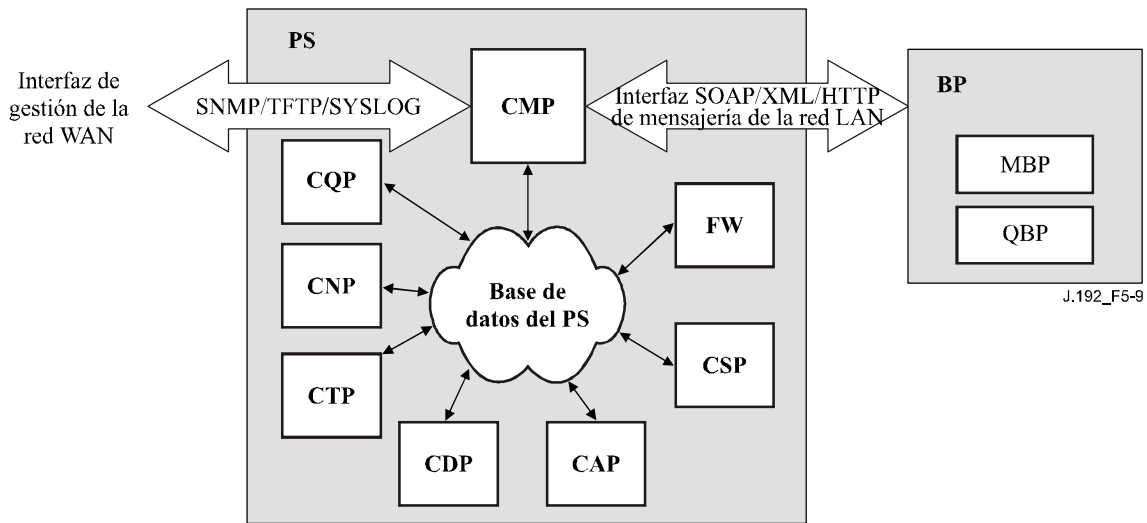 PS
BP
Interfaz de
gestión de la
red WAN
SNMP/TFTP/SYSLOG
CMP
Interfaz SOAP/XML/HTTP
de mensajería de la red LAN
MBP
QBP
CQP
FW
CNP
Base de
datos del PS
CTP
CSP
CDP
CAP
J.192_F5-9